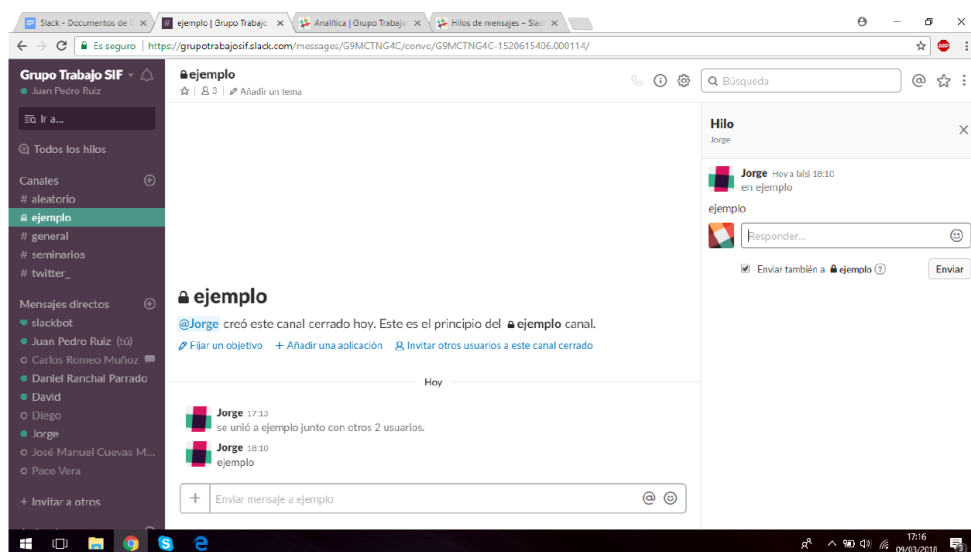 Slack - Documentos de G
ejemplo | Grupo Trabajo
Analítica | Grupo Trabajo
Hilos de mensajes – Slack
Es seguro | https://grupotrabajosif.slack.com/messages/G9MCTNG4C/convo/G9MCTNG4C-1520615406.000114/
ABP
Grupo Trabajo SIF
Juan Pedro Ruiz
Ir a...
Todos los hilos
Canales
# aleatorio
ejemplo
# general
# seminarios
# twitter_
Mensajes directos
slackbot
Juan Pedro Ruiz (tú)
Carlos Romeo Muñoz
Daniel Ranchal Parrado
David
Diego
Jorge
José Manuel Cuevas M...
Paco Vera
+ Invitar a otros
ejemplo
3 | Añadir un tema
Búsqueda
ejemplo
@Jorge creó este canal cerrado hoy. Este es el principio del ejemplo canal.
Fijar un objetivo + Añadir una aplicación Invitar otros usuarios a este canal cerrado
Hoy
Jorge 17:13
se unió a ejemplo junto con otros 2 usuarios.
Jorge 18:10
ejemplo
Enviar mensaje a ejemplo
Hilo
Jorge
Jorge Hoy a la(s) 18:10
en ejemplo
ejemplo
Responder...
Enviar también a ejemplo
Enviar
17:16
09/03/2018